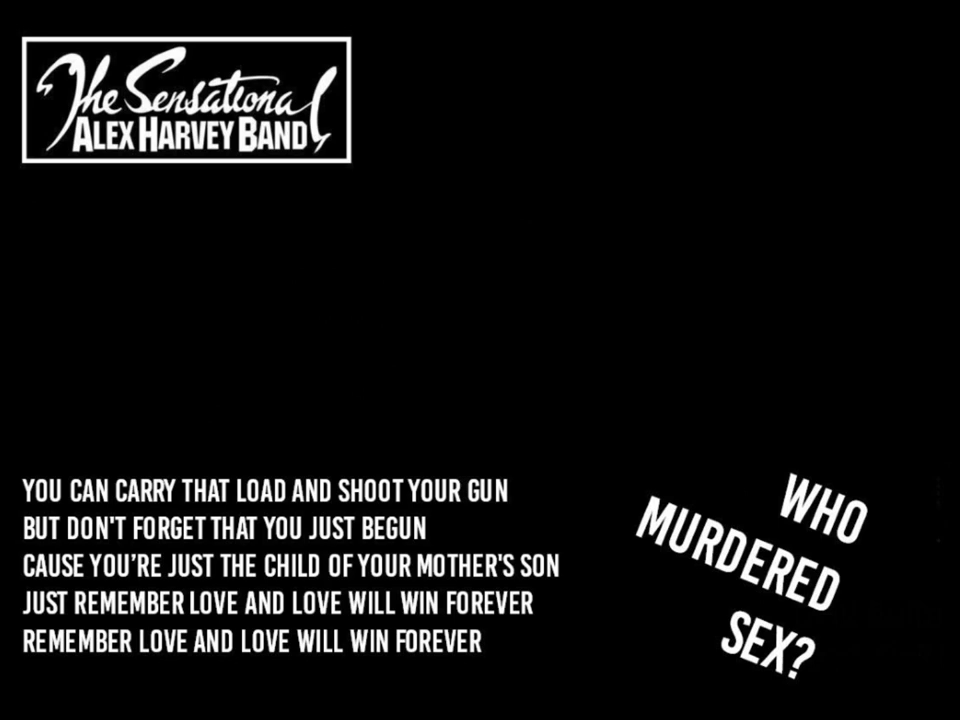 The Sensational
ALEX HARVEY BAND
YOU CAN CARRY THAT LOAD AND SHOOT YOUR GUN
BUT DON'T FORGET THAT YOU JUST BEGUN
CAUSE YOU’RE JUST THE CHILD OF YOUR MOTHER'S SON
JUST REMEMBER LOVE AND LOVE WILL WIN FOREVER
REMEMBER LOVE AND LOVE WILL WIN FOREVER
WHO
MURDERED
SEX?